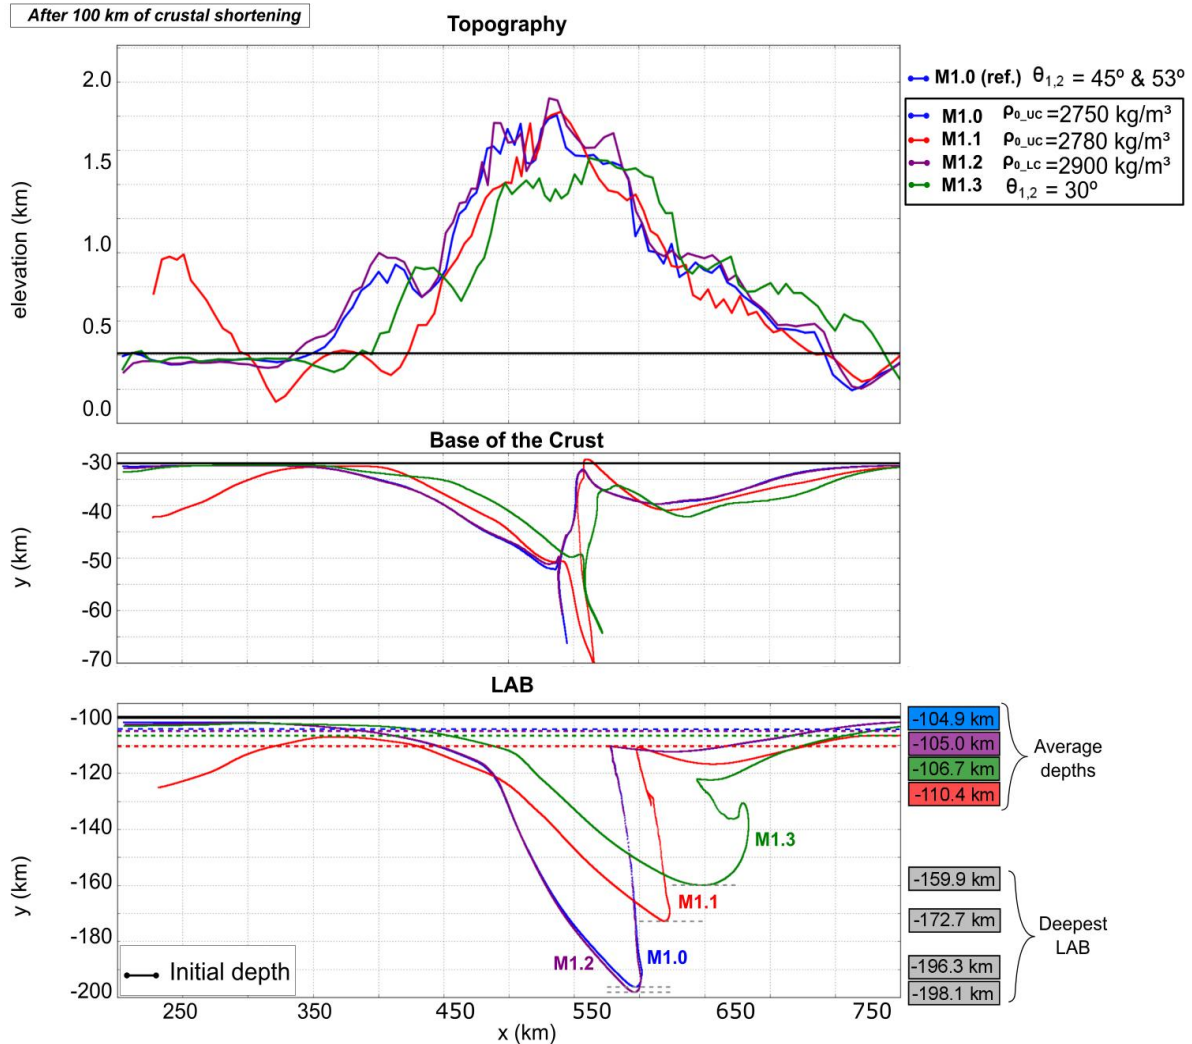 After 100 km of crustal shortening
Topography
elevation (km)
2.0
1.5
1.0
0.5
0.0
M1.0 (ref.) θ1,2 = 45º & 53º
M1.0 ρ0_UC =2750 kg/m³
M1.1 ρ0_UC =2780 kg/m³
M1.2 ρ0_LC =2900 kg/m³
M1.3 θ1,2 = 30º
Base of the Crust
y (km)
-30
-40
-50
-60
-70
LAB
y (km)
-100
-120
-140
-160
-180
-200
M1.3
M1.1
M1.2
M1.0
Initial depth
250 350 450 550 650 750
x (km)
-104.9 km
-105.0 km
-106.7 km
-110.4 km
Average
depths
-159.9 km
-172.7 km
-196.3 km
-198.1 km
Deepest
LAB